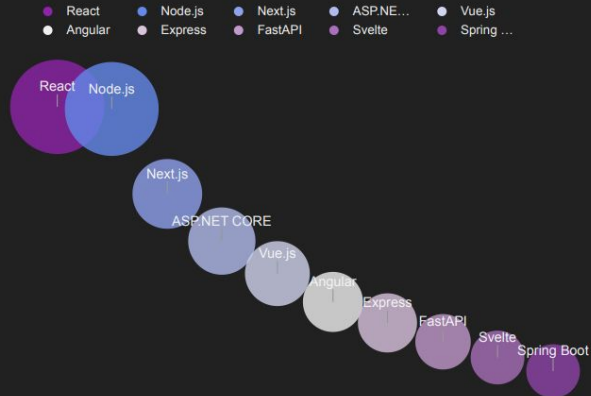 React Node.js Next.js ASP.NE... Vue.js
Angular Express FastAPI Svelte Spring ...
React
Node.js
Next.js
ASP.NET CORE
Vue.js
Angular
Express
FastAPI
Svelte
Spring Boot